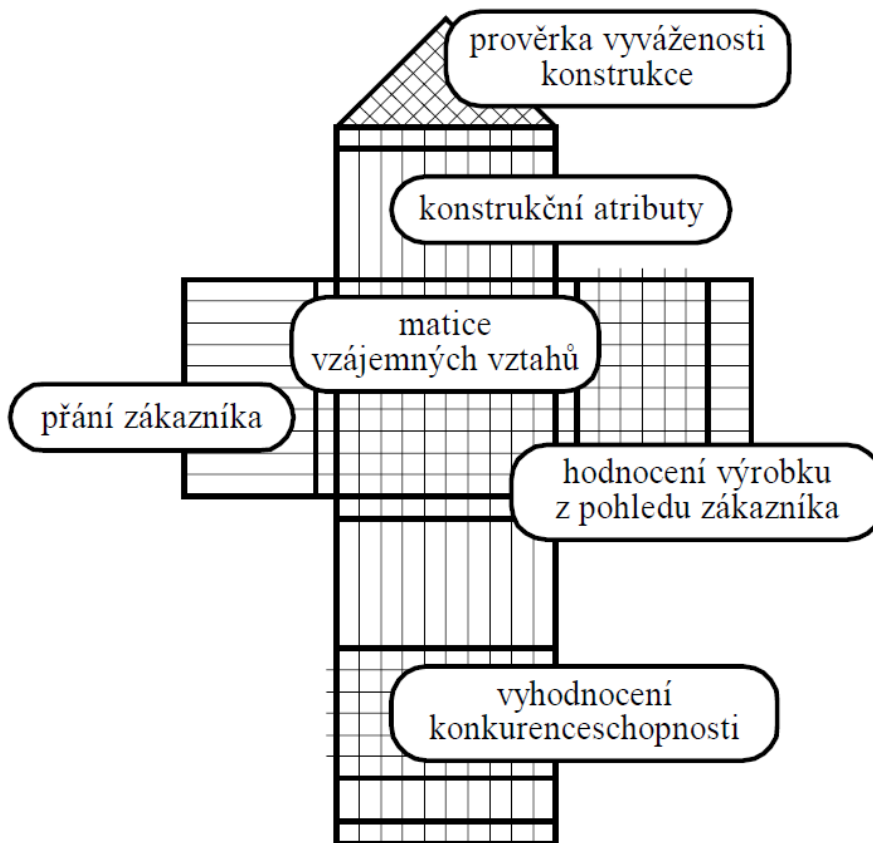 prověrka vyváženosti
konstrukce
konstrukční atributy
matice
vzájemných vztahů
přání zákazníka
hodnocení výrobku
z pohledu zákazníka
vyhodnocení
konkurenceschopnosti